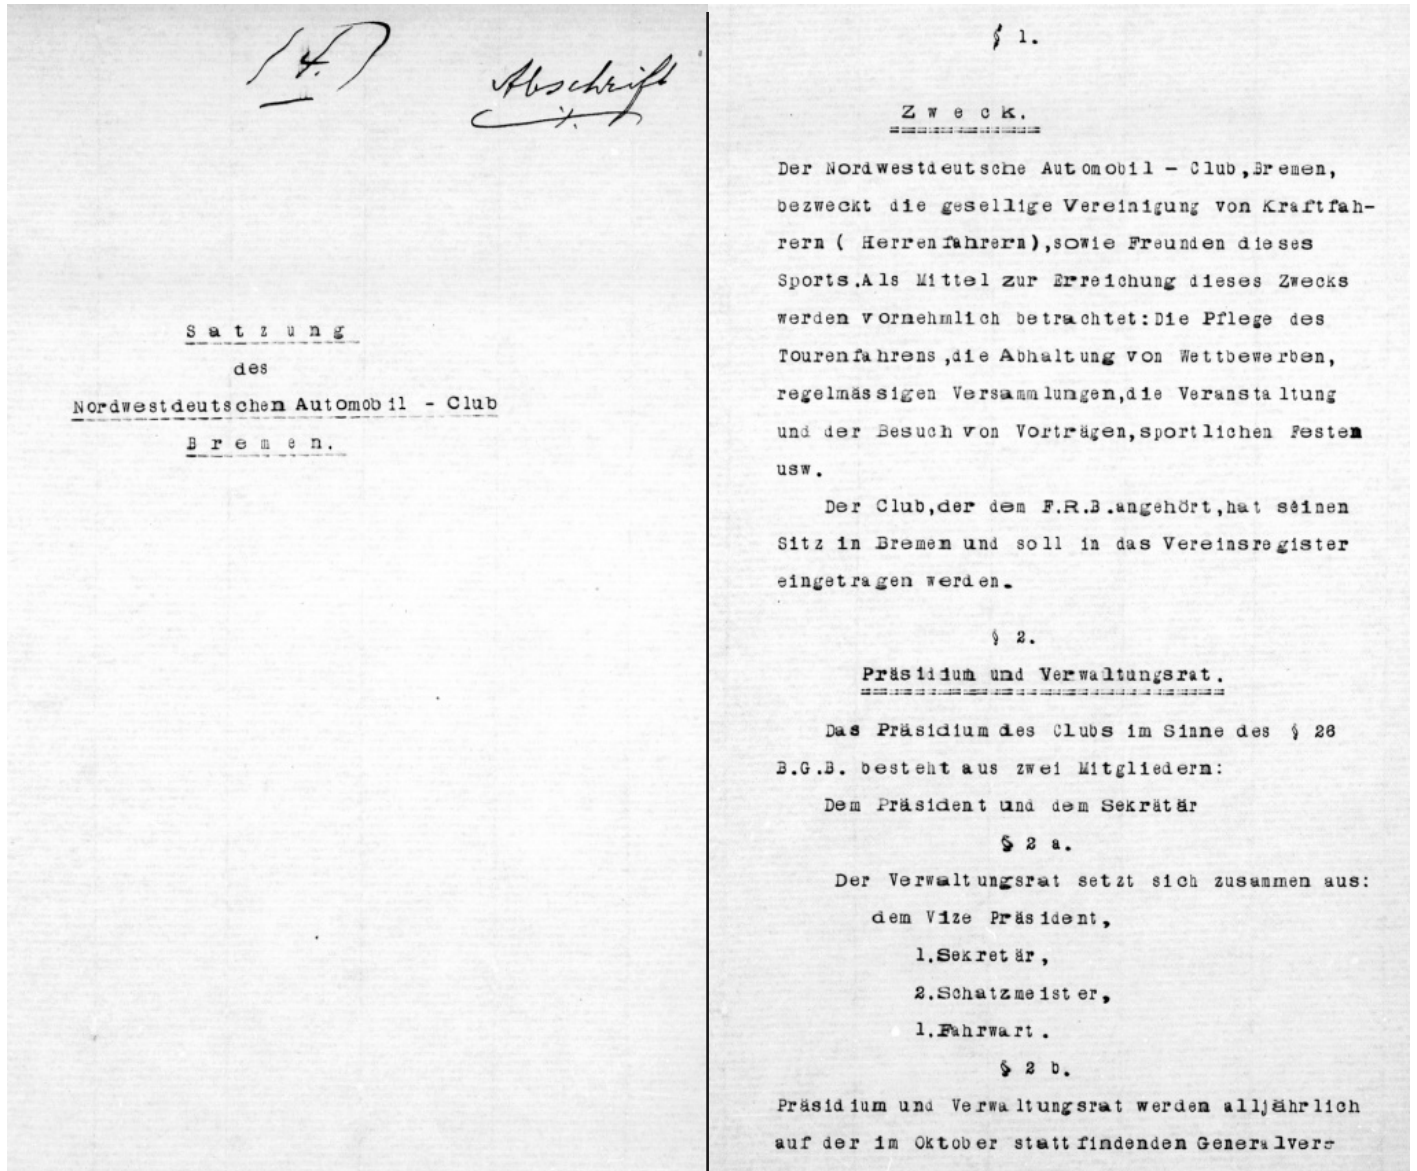 (4.)
Abschrift
Satzung
des
Nordwestdeutschen Automobil - Club
Bremen.
§ 1.
Zweck.
Der Nordwestdeutsche Automobil - Club,Bremen,
bezweckt die gesellige Vereinigung von Kraftfah-
rern ( Herrenfahrern),sowie Freunden dieses
Sports.Als Mittel zur Erreichung dieses Zwecks
werden vornehmlich betrachtet:Die Pflege des
Tourenfahrens,die Abhaltung von Wettbewerben,
regelmässigen Versammlungen,die Veranstaltung
und der Besuch von Vorträgen,sportlichen Festen
usw.
Der Club,der dem F.R.B.angehört,hat seinen
Sitz in Bremen und soll in das Vereinsregister
eingetragen werden.
§ 2.
Präsidium und Verwaltungsrat.
Das Präsidium des Clubs im Sinne des § 26
B.G.B. besteht aus zwei Mitgliedern:
Dem Präsident und dem Sekrätär
§ 2 a.
Der Verwaltungsrat setzt sich zusammen aus:
dem Vize Präsident,
1.Sekretär,
2.Schatzmeister,
1.Fahrwart.
§ 2 b.
Präsidium und Verwaltungsrat werden alljährlich
auf der im Oktober stattfindenden Generalvers